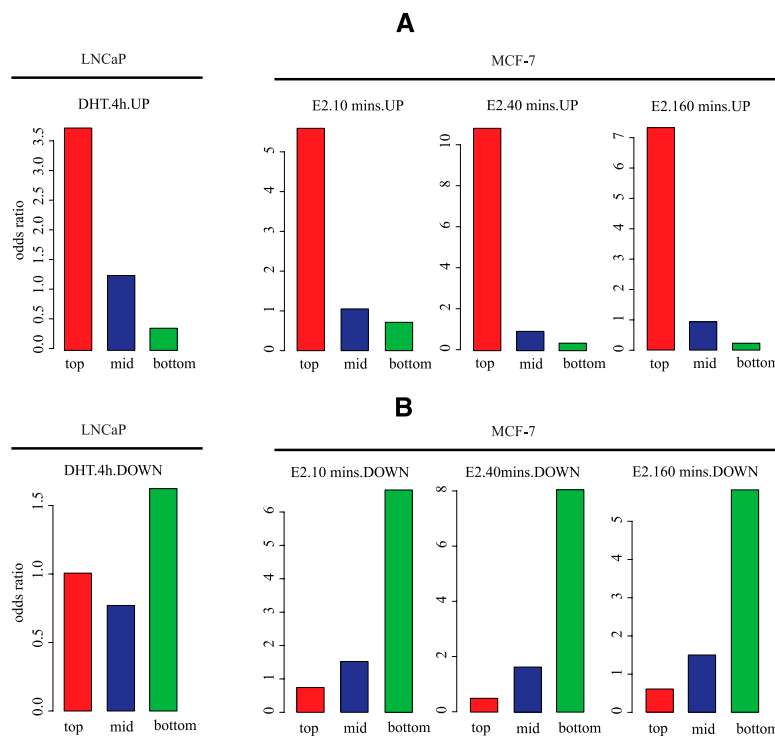 A
LNCaP
MCF-7
DHT.4h.UP
E2.10 mins.UP
E2.40 mins.UP
E2.160 mins.UP
odds ratio
0.0 0.5 1.0 1.5 2.0 2.5 3.0 3.5
0 1 2 3 4 5
0 2 4 6 8 10
0 1 2 3 4 5 6 7
top mid bottom
top mid bottom
top mid bottom
top mid bottom
B
LNCaP
MCF-7
DHT.4h.DOWN
E2.10 mins.DOWN
E2.40mins.DOWN
E2.160 mins.DOWN
odds ratio
0.0 0.5 1.0 1.5
0 1 2 3 4 5 6
0 2 4 6 8
0 1 2 3 4 5
top mid bottom
top mid bottom
top mid bottom
top mid bottom